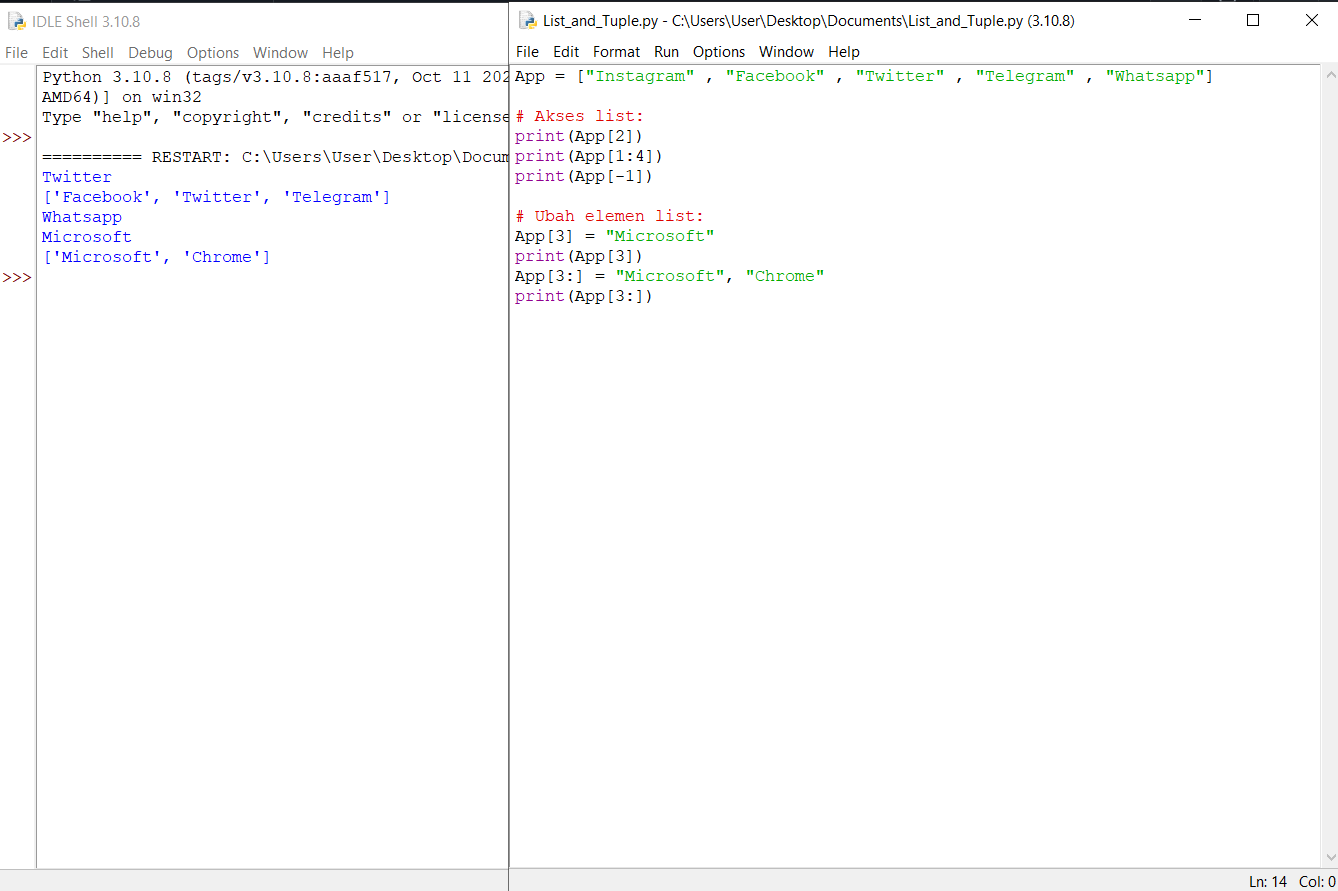 IDLE Shell 3.10.8
File Edit Shell Debug Options Window Help
Python 3.10.8 (tags/v3.10.8:aaaf517, Oct 11 202
AMD64)] on win32
Type "help", "copyright", "credits" or "license
>>>
========== RESTART: C:\Users\User\Desktop\Docum
Twitter
['Facebook', 'Twitter', 'Telegram']
Whatsapp
Microsoft
['Microsoft', 'Chrome']
>>>
List_and_Tuple.py - C:\Users\User\Desktop\Documents\List_and_Tuple.py (3.10.8)
File Edit Format Run Options Window Help
App = ["Instagram" , "Facebook" , "Twitter" , "Telegram" , "Whatsapp"]
# Akses list:
print(App[2])
print(App[1:4])
print(App[-1])
# Ubah elemen list:
App[3] = "Microsoft"
print(App[3])
App[3:] = "Microsoft", "Chrome"
print(App[3:])
Ln: 14 Col: 0